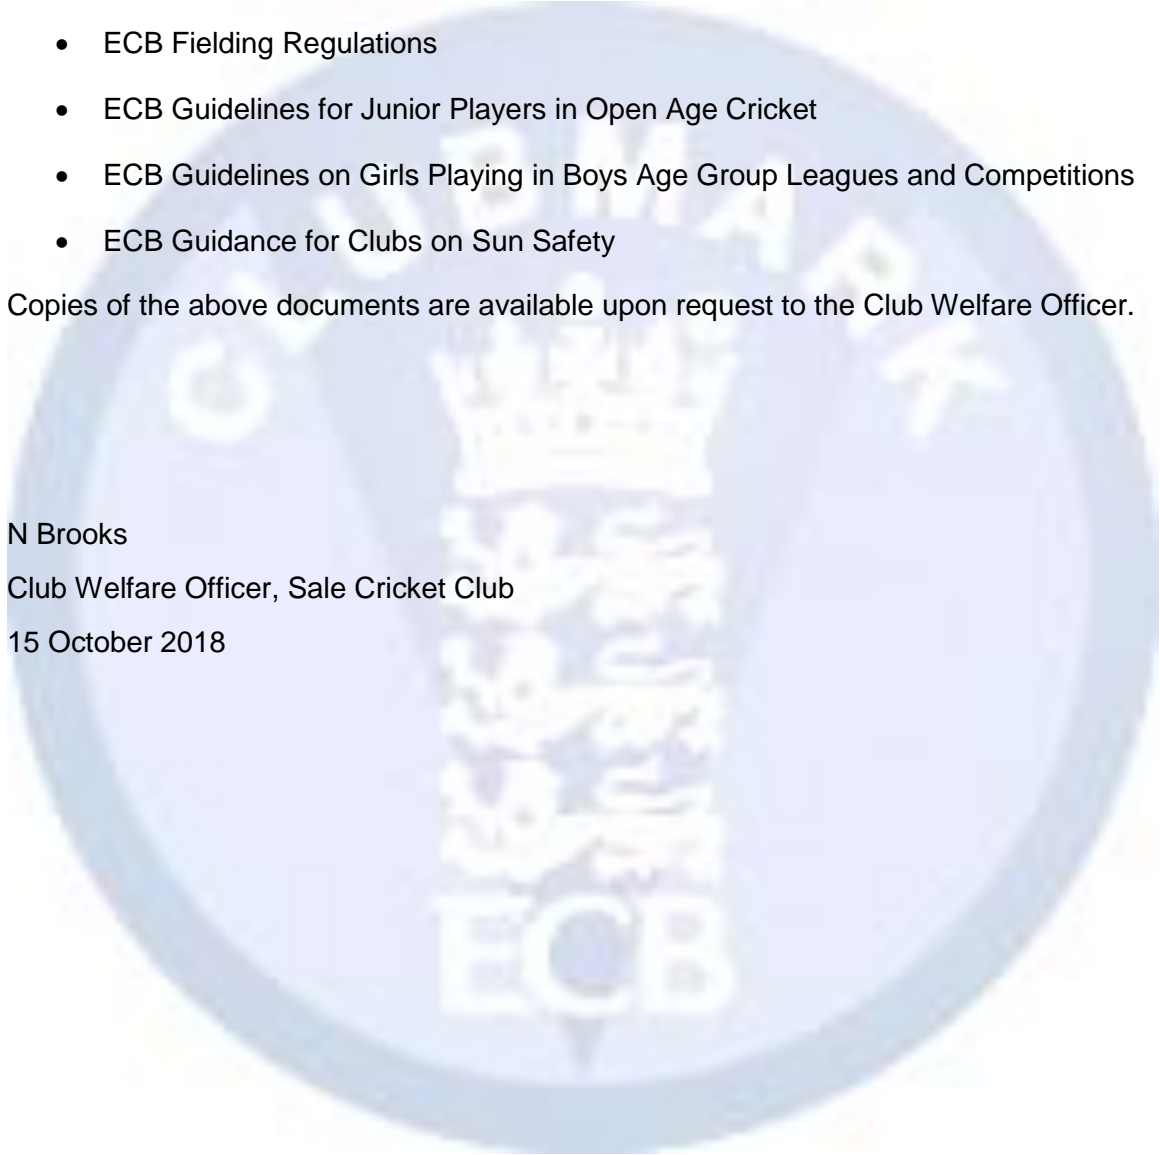 • ECB Fielding Regulations
• ECB Guidelines for Junior Players in Open Age Cricket
• ECB Guidelines on Girls Playing in Boys Age Group Leagues and Competitions
• ECB Guidance for Clubs on Sun Safety
Copies of the above documents are available upon request to the Club Welfare Officer.
CLUBMARK
N Brooks
Club Welfare Officer, Sale Cricket Club
15 October 2018
ECB